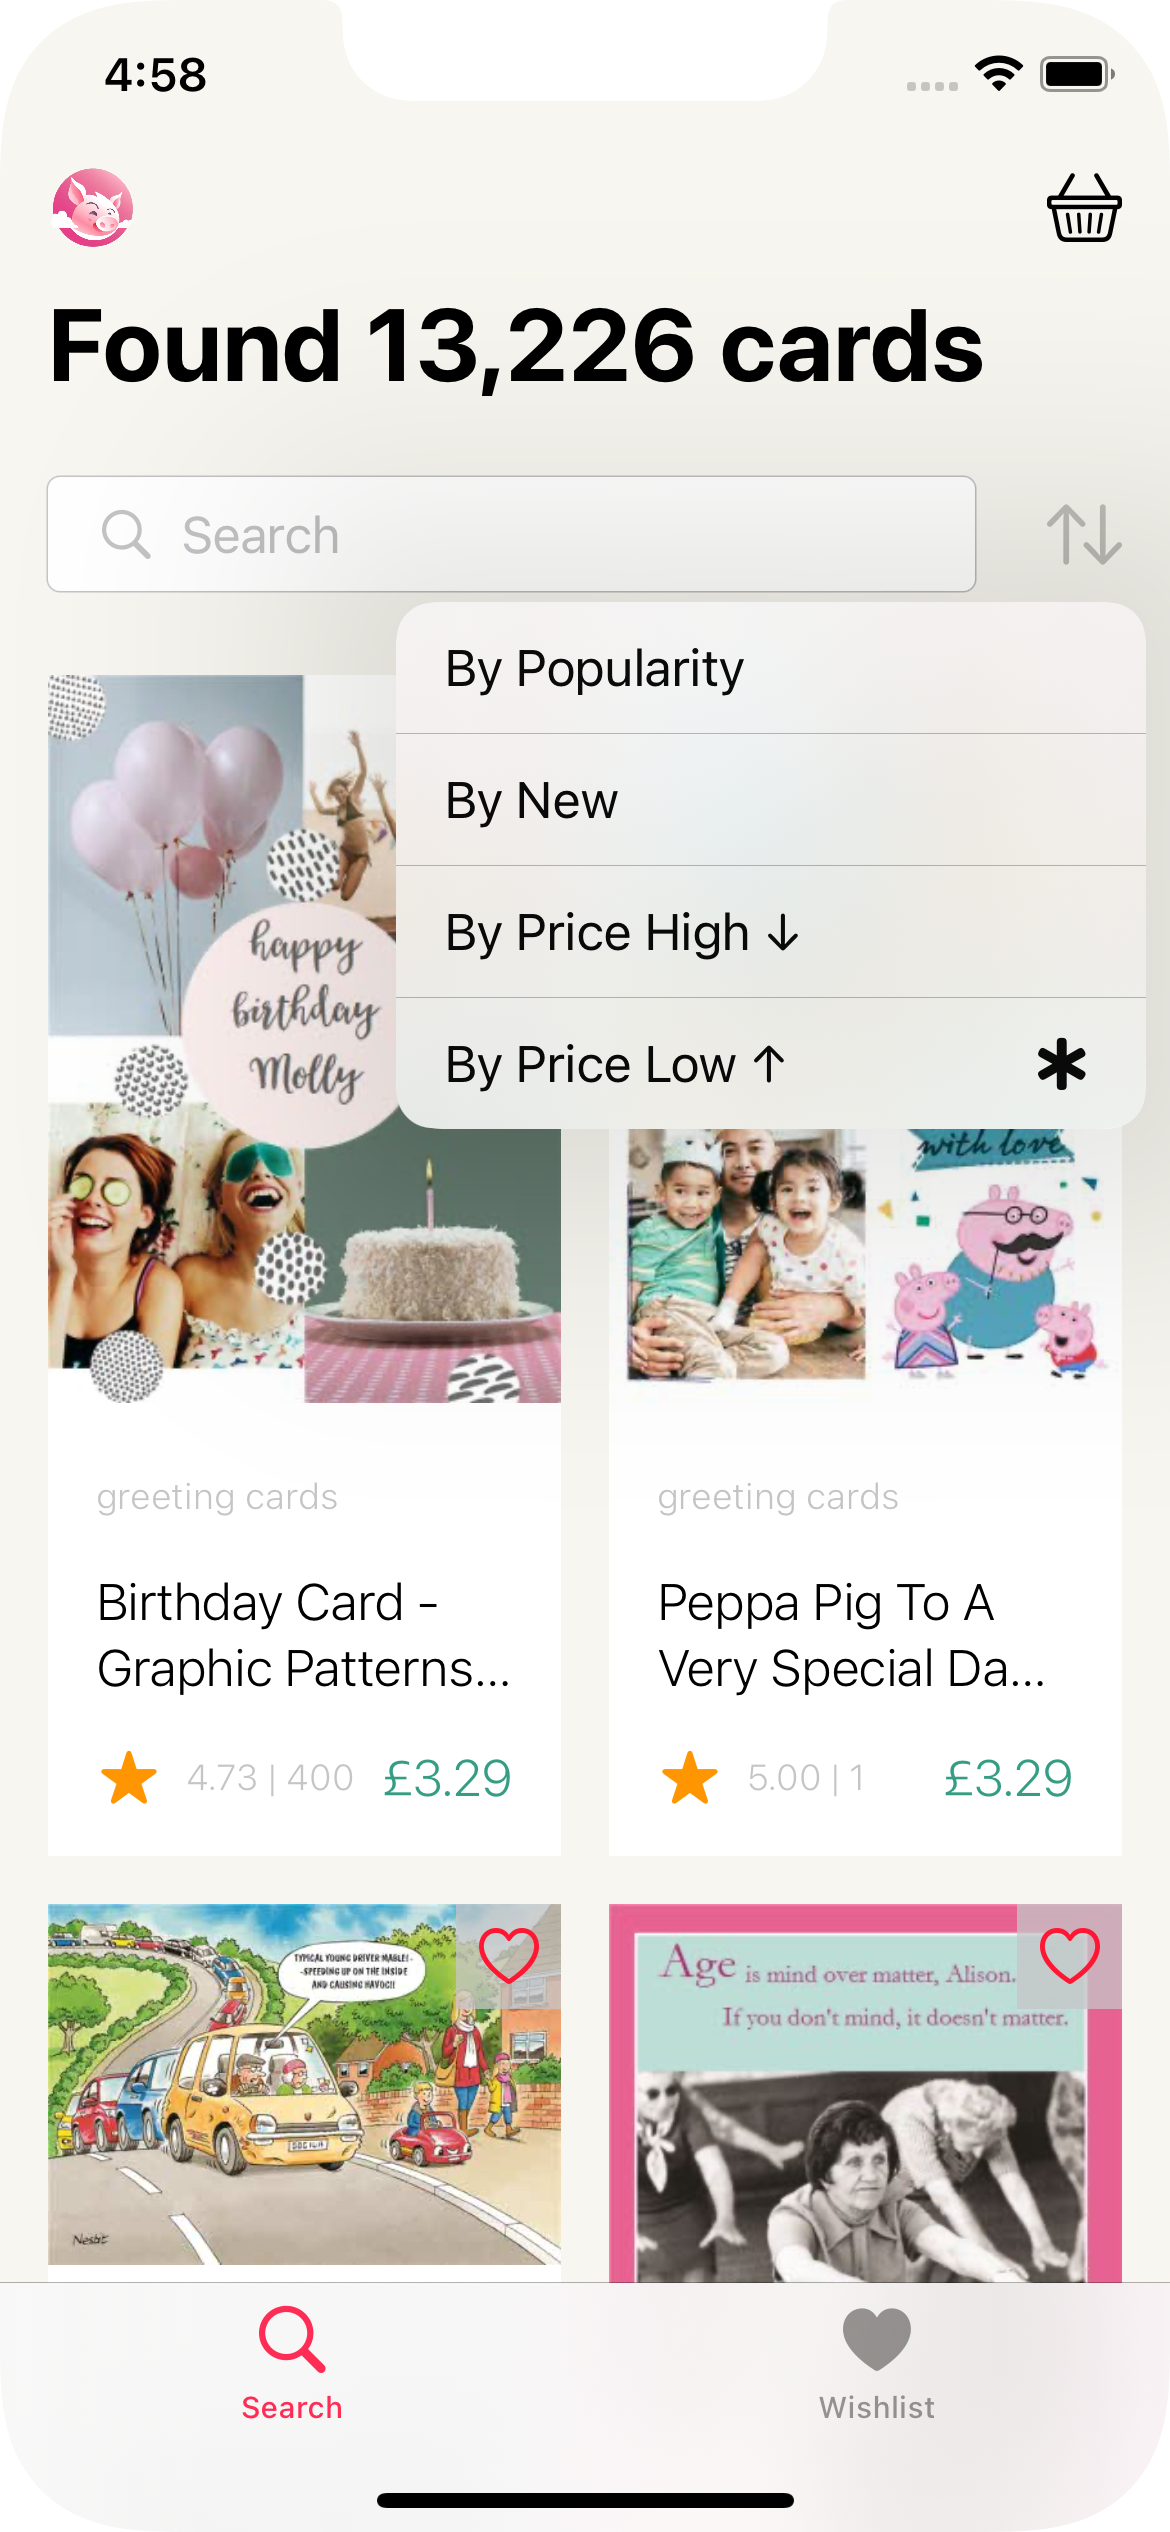 4:58
Found 13,226 cards
Search
By Popularity
By New
By Price High ↓
By Price Low ↑
happy
birthday
Molly
with love
greeting cards
Birthday Card -
Graphic Patterns...
4.73 | 400 £3.29
greeting cards
Peppa Pig To A
Very Special Da...
5.00 | 1 £3.29
TYPICAL YOUNG DRIVER MABLE!-
-SPEEDING UP ON THE INSIDE
AND CAUSING HAVOC!!
Nesbit
Age is mind over matter, Alison.
If you don't mind, it doesn't matter.
Search
Wishlist